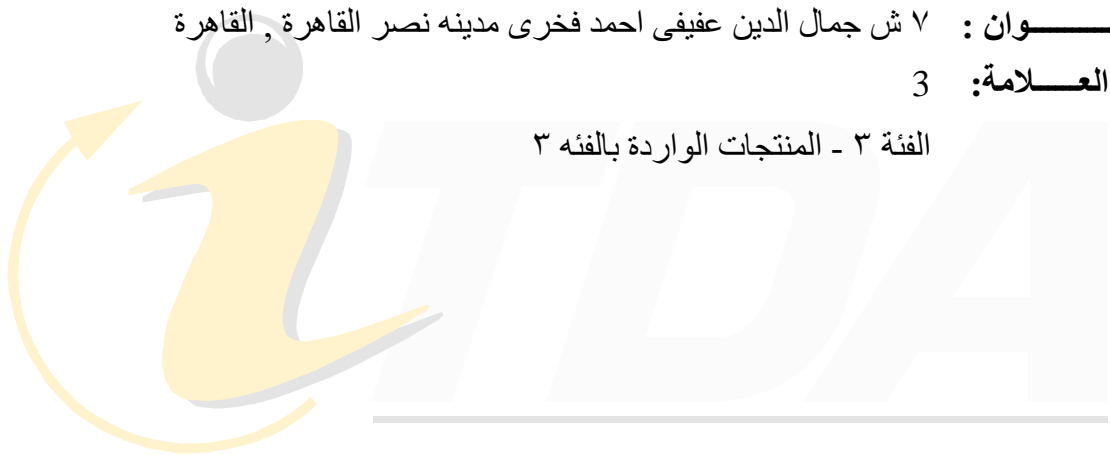 ـــــــوان : ٧ ش جمال الدين عفيفى احمد فخرى مدينه نصر القاهرة , القاهرة
العـــــلامة: 3
الفئة ٣ - المنتجات الواردة بالفئه ٣
iTDA